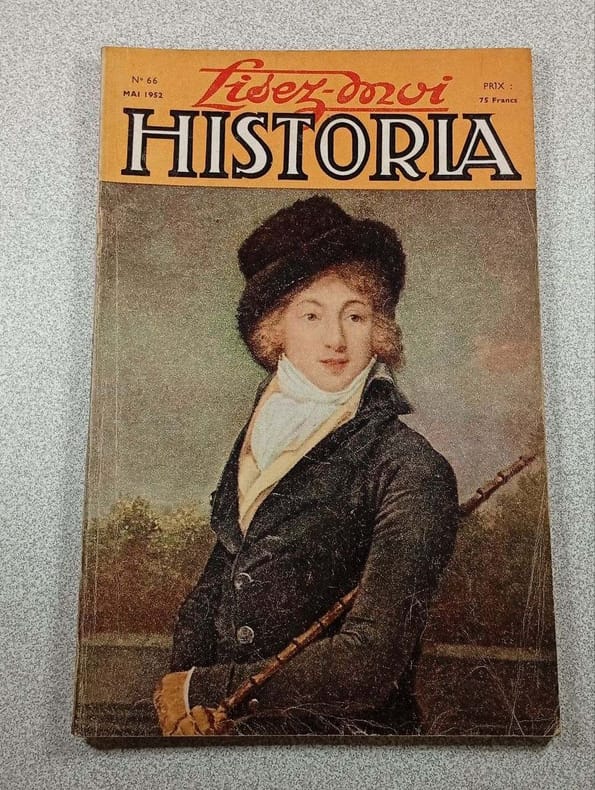 Lisez-moi
N° 66
MAI 1952
PRIX :
75 Francs
HISTORIA